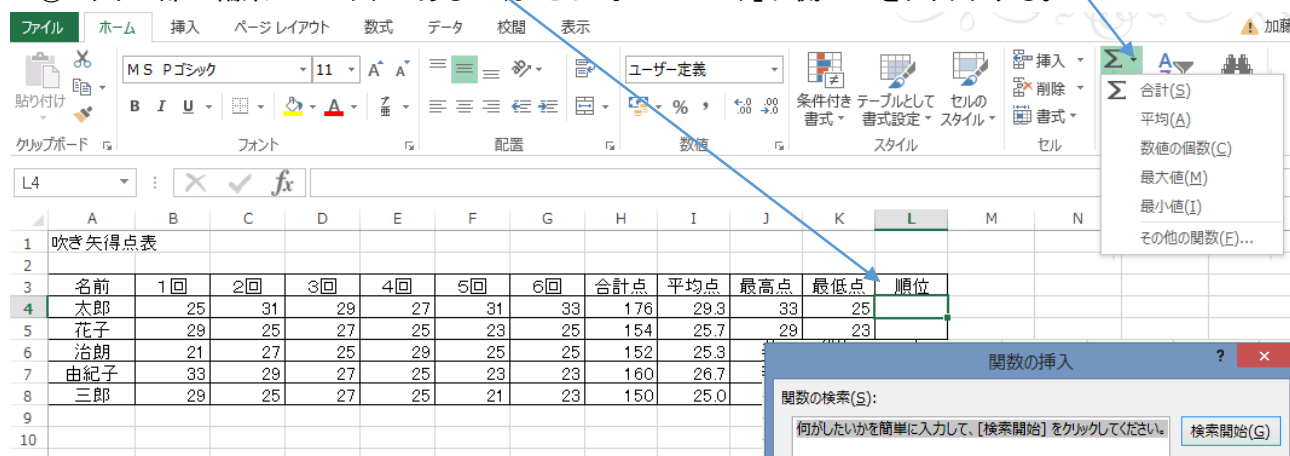 ファイル ホーム 挿入 ページ レイアウト 数式 データ 校閲 表示 加藤
ＭＳ Ｐゴシック 11 A A ユーザー定義 挿入 Σ
貼り付け B I U A % 条件付き書式 テーブルとして書式設定 セルのスタイル 削除 書式
クリップボード フォント 配置 数値 スタイル セル
Σ 合計(S)
平均(A)
数値の個数(C)
最大値(M)
最小値(I)
その他の関数(F)...
L4 fx
A B C D E F G H I J K L M N
1 吹き矢得点表
2
3 名前 1回 2回 3回 4回 5回 6回 合計点 平均点 最高点 最低点 順位
4 太郎 25 31 29 27 31 33 176 29.3 33 25
5 花子 29 25 27 25 23 25 154 25.7 29 23
6 治朗 21 27 25 29 25 25 152 25.3
7 由紀子 33 29 27 25 23 23 160 26.7
8 三郎 29 25 27 25 21 23 150 25.0
9
10
関数の挿入 ? ×
関数の検索(S):
何がしたいかを簡単に入力して、[検索開始] をクリックしてください。 検索開始(G)